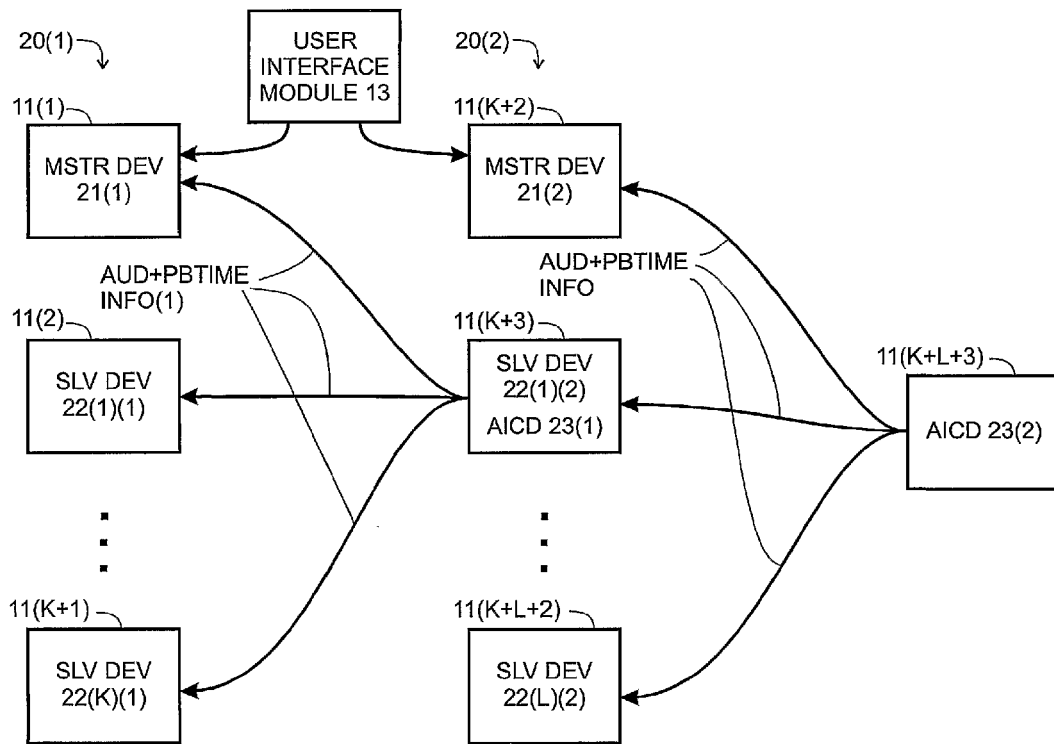 20(1)
USER
INTERFACE
MODULE 13
20(2)
11(1)
MSTR DEV
21(1)
11(K+2)
MSTR DEV
21(2)
AUD+PBTIME
INFO(1)
AUD+PBTIME
INFO
11(2)
SLV DEV
22(1)(1)
11(K+3)
SLV DEV
22(1)(2)
AICD 23(1)
11(K+L+3)
AICD 23(2)
11(K+1)
SLV DEV
22(K)(1)
11(K+L+2)
SLV DEV
22(L)(2)